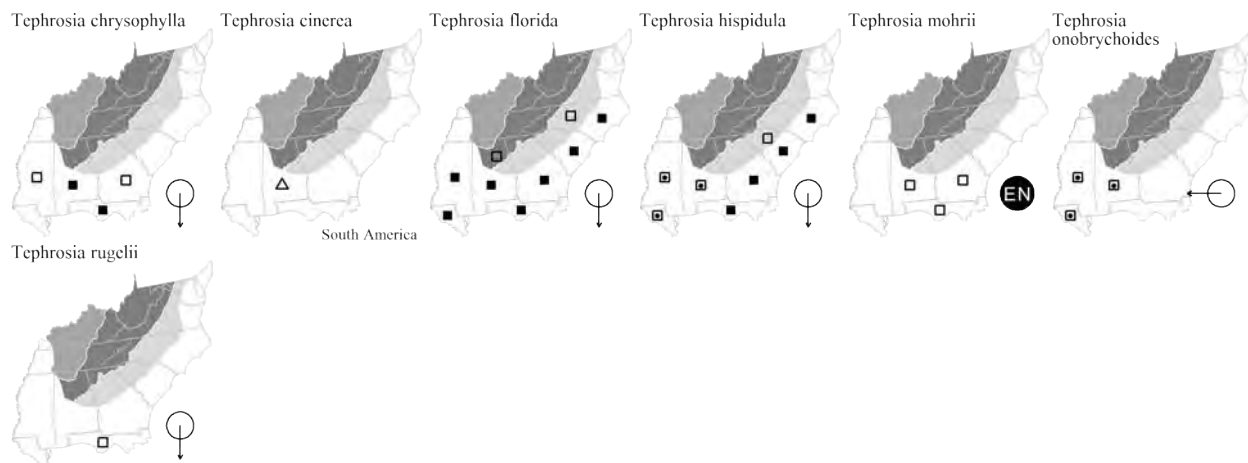 Tephrosia chrysophylla
Tephrosia cinerea
Tephrosia florida
Tephrosia hispidula
Tephrosia mohrii
Tephrosia
onobrychoides
EN
South America
Tephrosia rugelii